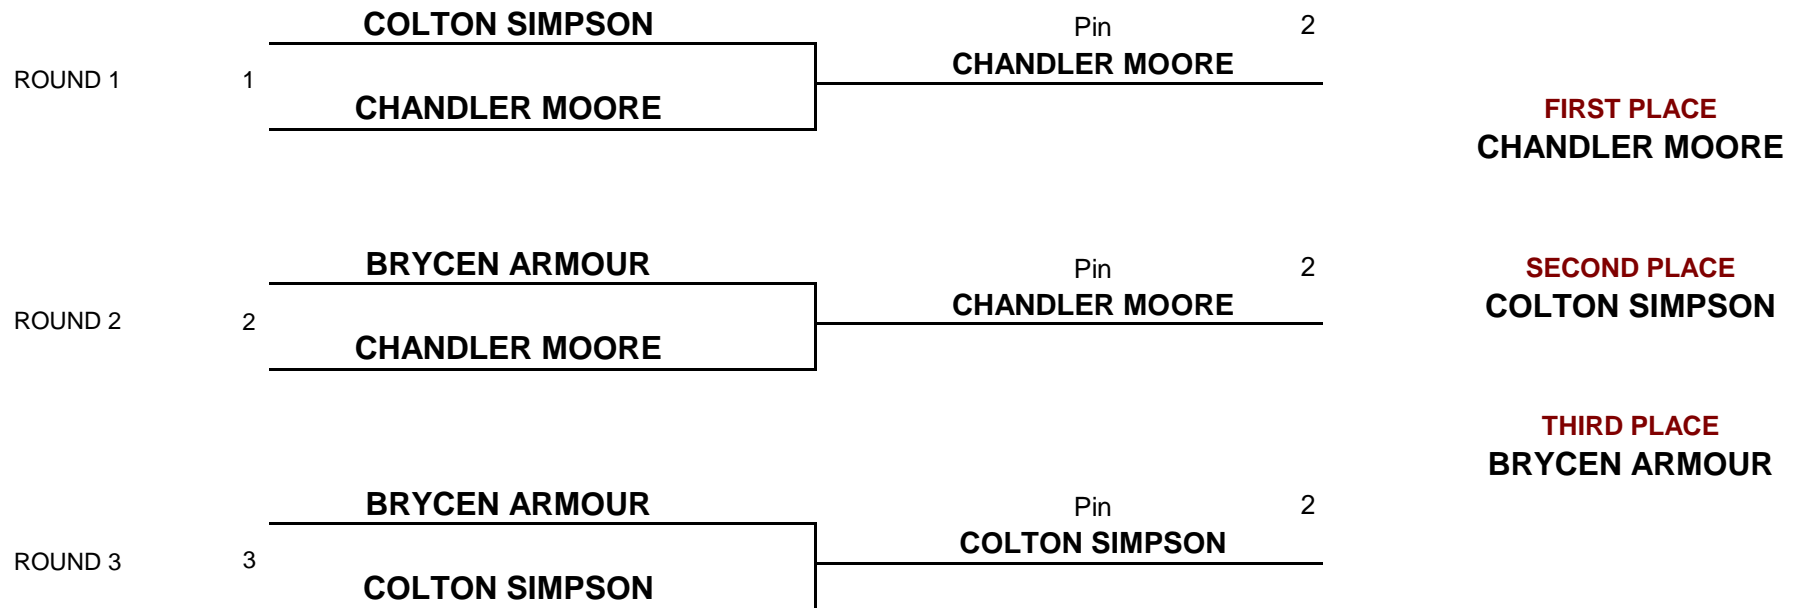 COLTON SIMPSON
Pin 2
CHANDLER MOORE
ROUND 1 1
CHANDLER MOORE
FIRST PLACE
CHANDLER MOORE
BRYCEN ARMOUR
Pin 2
SECOND PLACE
CHANDLER MOORE
COLTON SIMPSON
ROUND 2 2
CHANDLER MOORE
THIRD PLACE
BRYCEN ARMOUR
BRYCEN ARMOUR
Pin 2
COLTON SIMPSON
ROUND 3 3
COLTON SIMPSON